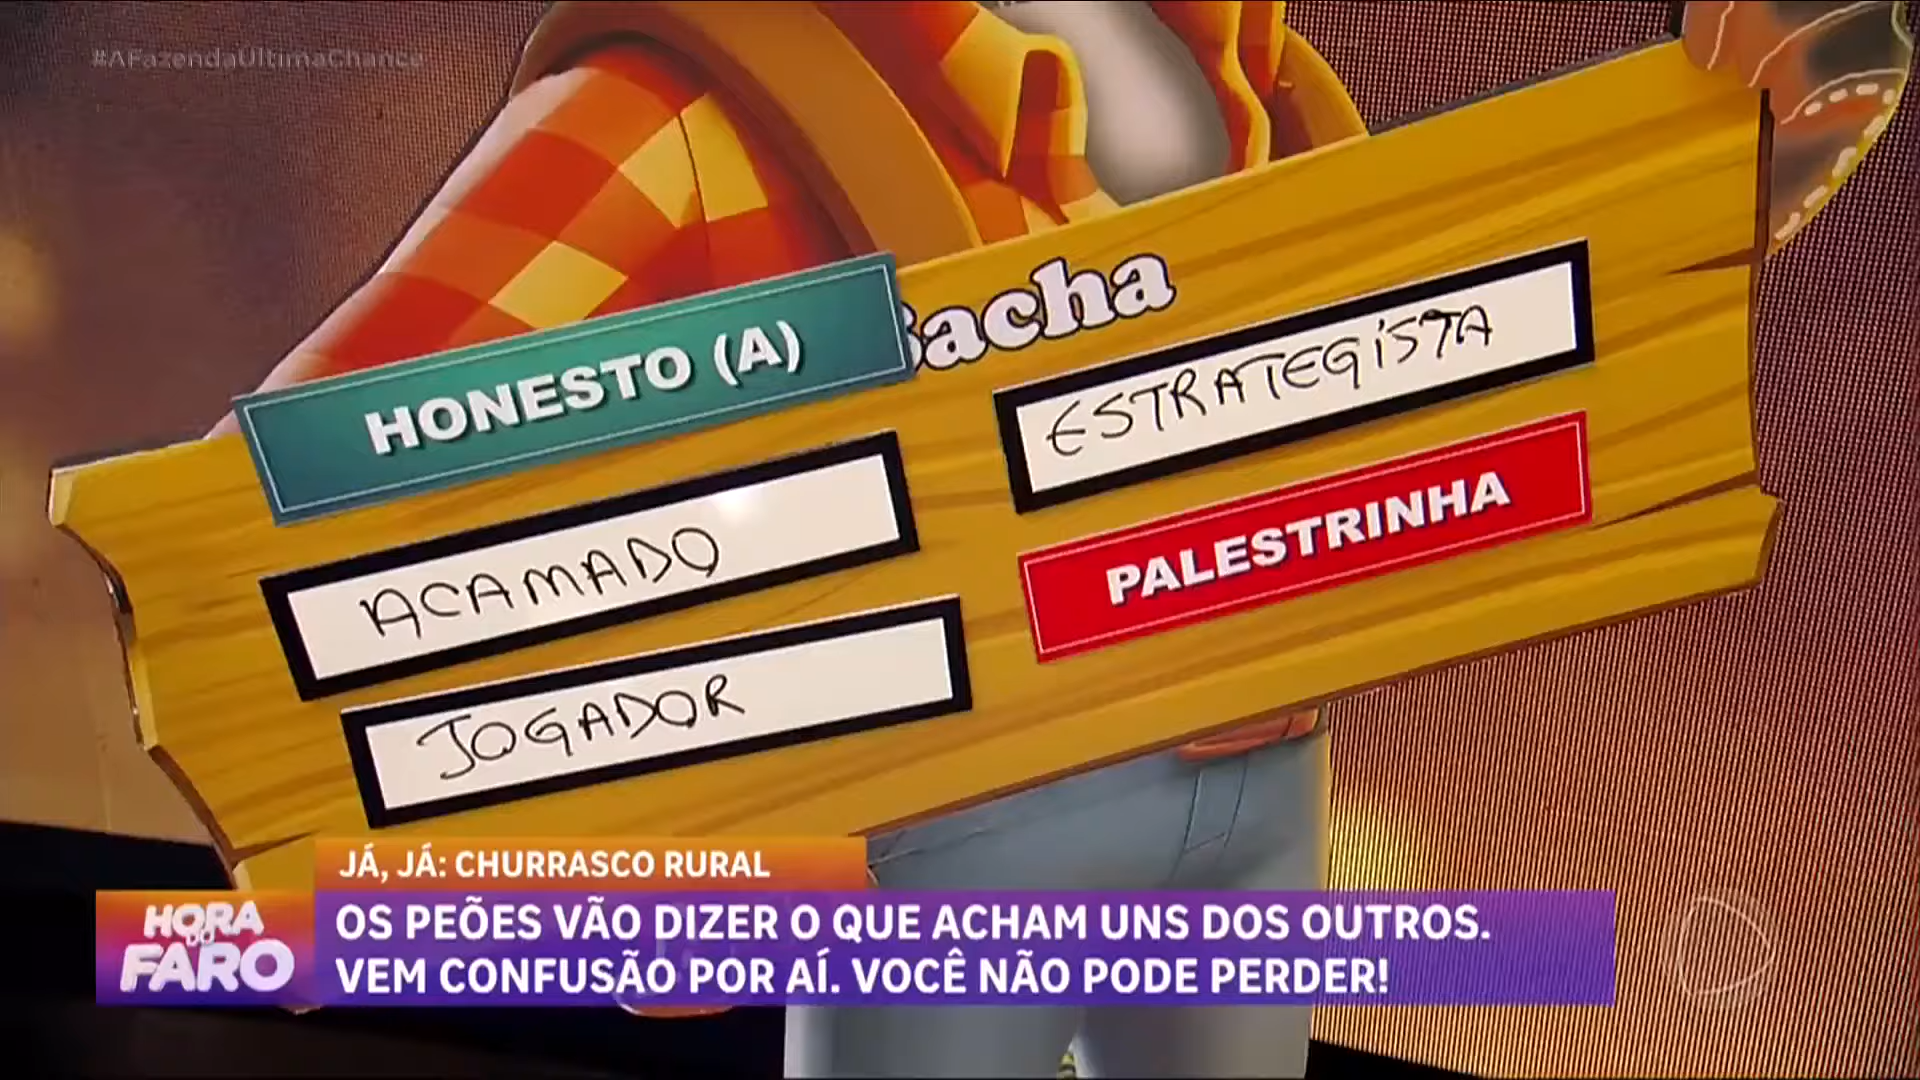 #AFazendaUltimaChance
Sacha
HONESTO (A)
ESTRATEGISTA
ACAMADO
PALESTRINHA
JOGADOR
JÁ, JÁ: CHURRASCO RURAL
HORA DO FARO
OS PEÕES VÃO DIZER O QUE ACHAM UNS DOS OUTROS.
VEM CONFUSÃO POR AÍ. VOCÊ NÃO PODE PERDER!